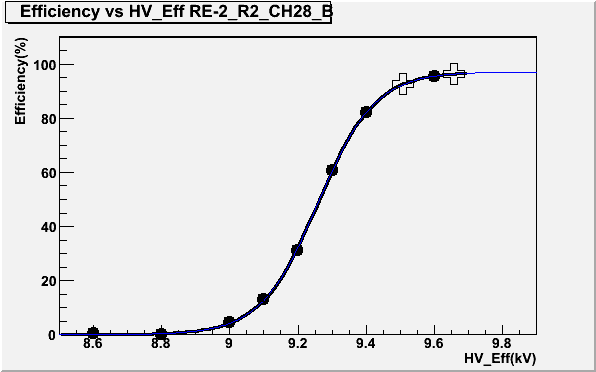 Efficiency vs HV_Eff RE-2_R2_CH28_B
Efficiency(%)
100
80
60
40
20
0
8.6 8.8 9 9.2 9.4 9.6 9.8
HV_Eff(kV)